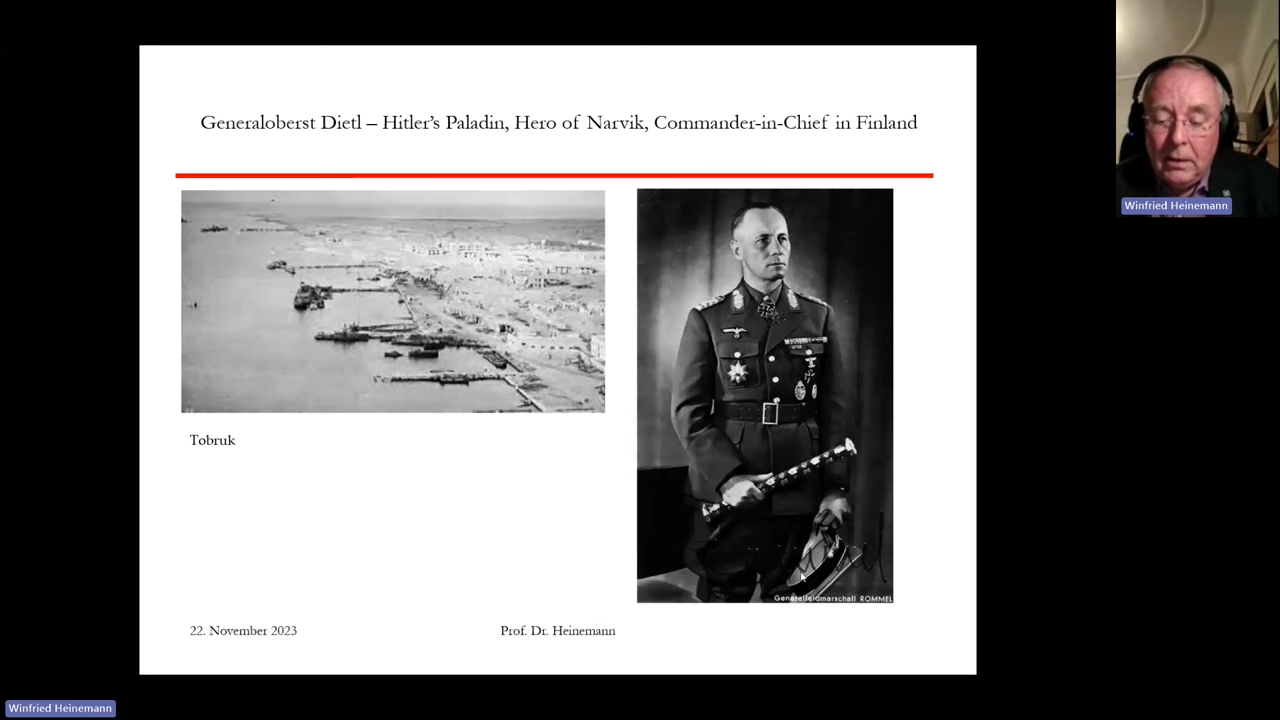 Generaloberst Dietl – Hitler's Paladin, Hero of Narvik, Commander-in-Chief in Finland
Winfried Heinemann
Tobruk
Generalfeldmarschall ROMMEL
22. November 2023
Prof. Dr. Heinemann
Winfried Heinemann